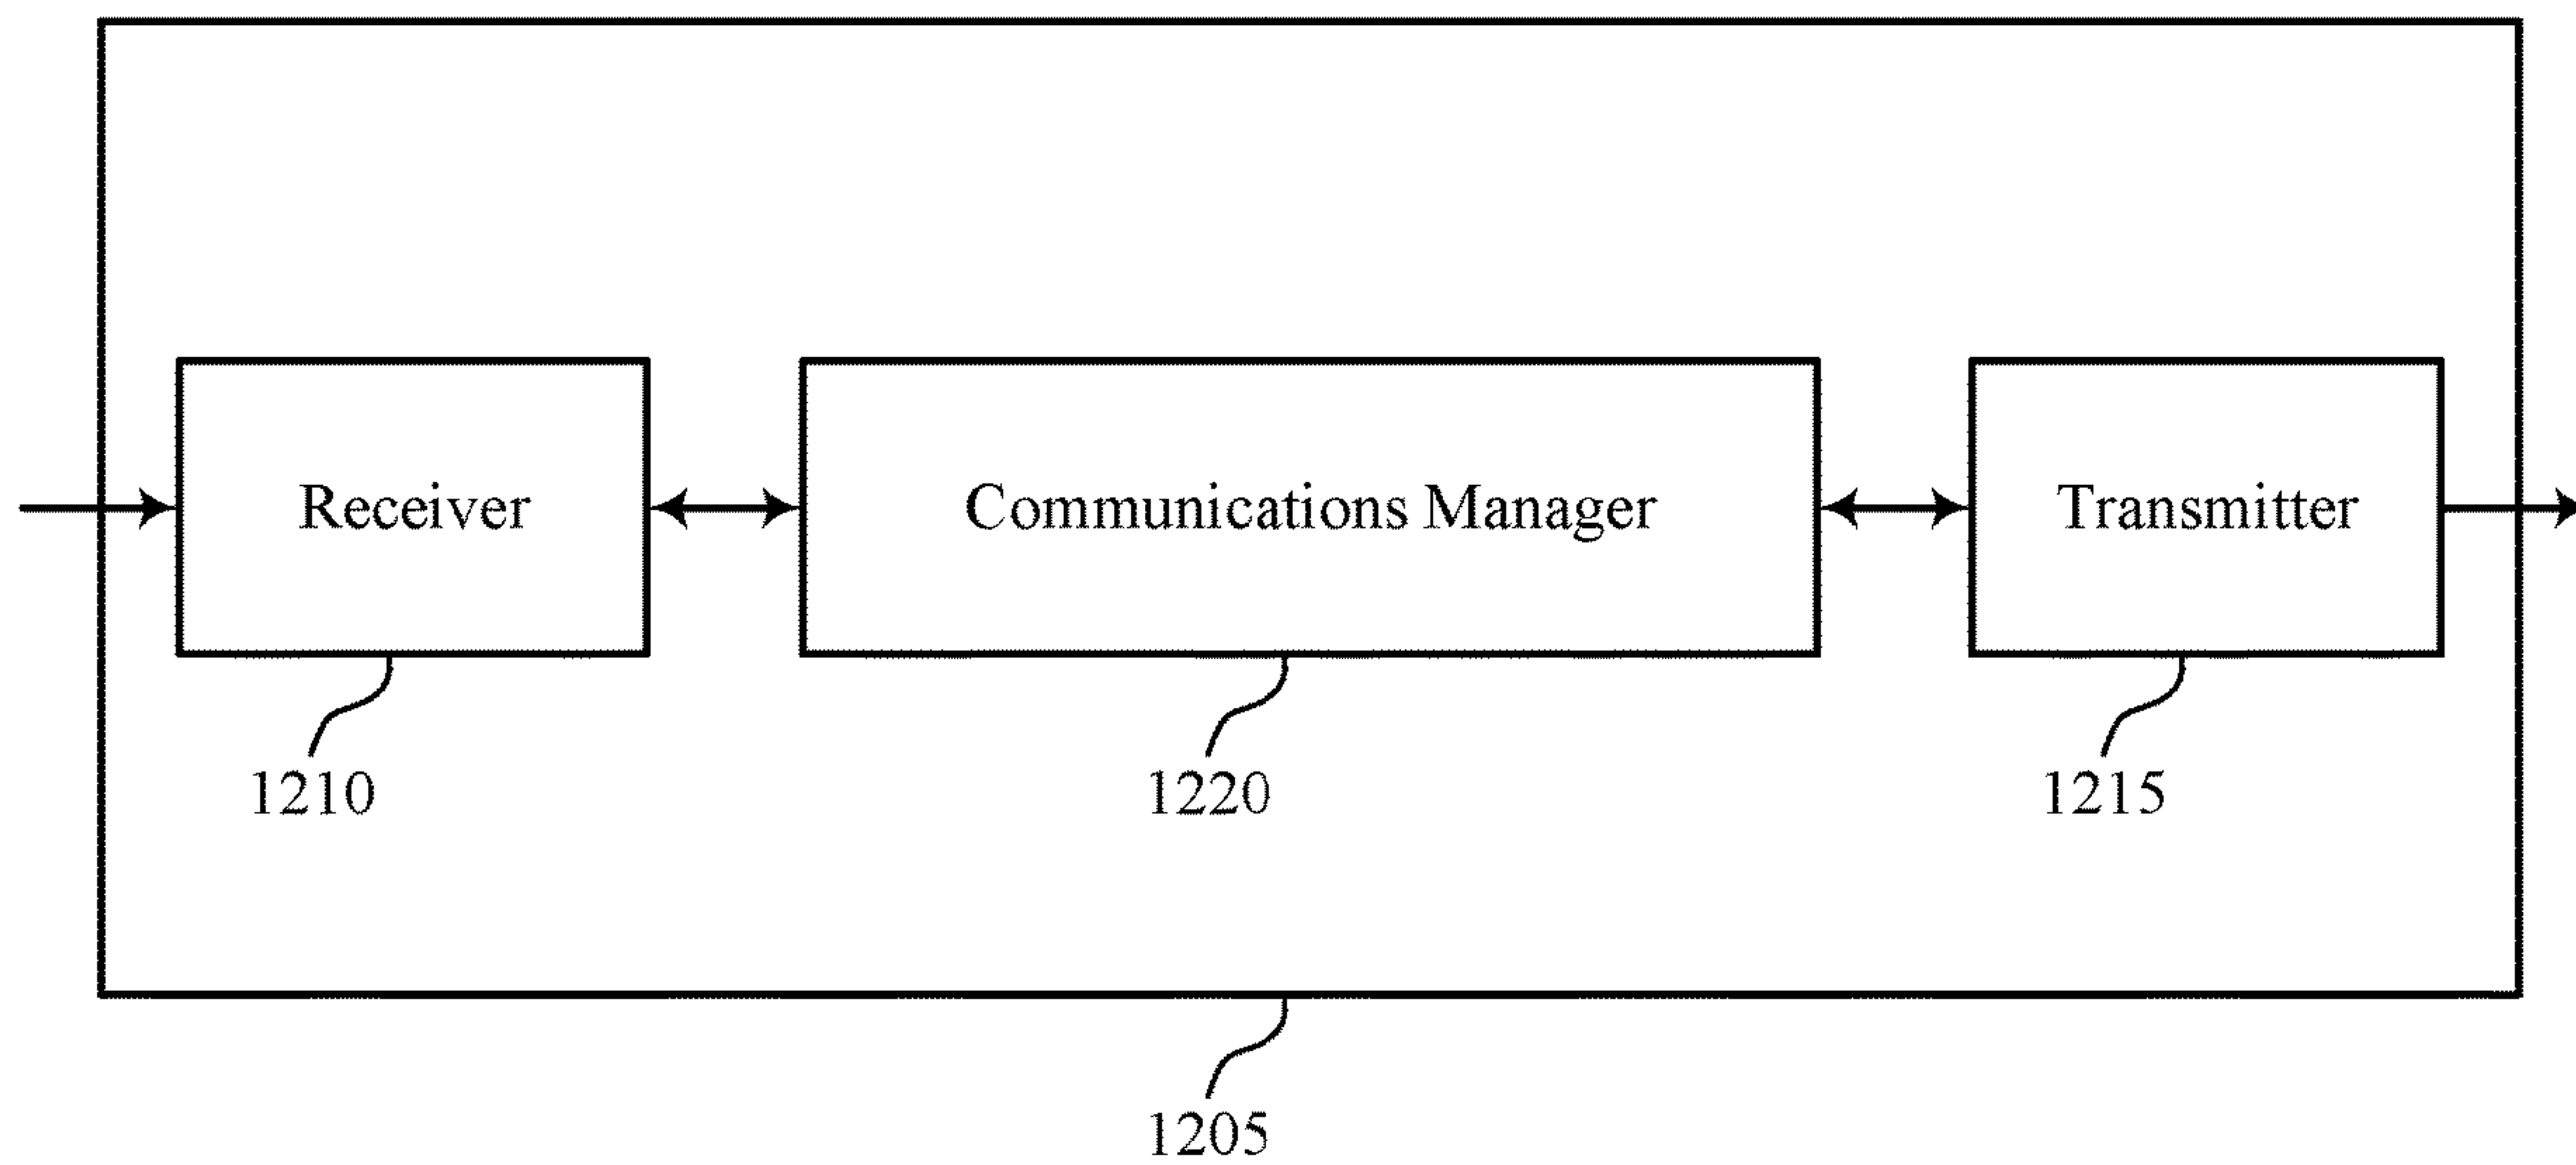 Receiver
Communications Manager
Transmitter
1210
1220
1215
1205